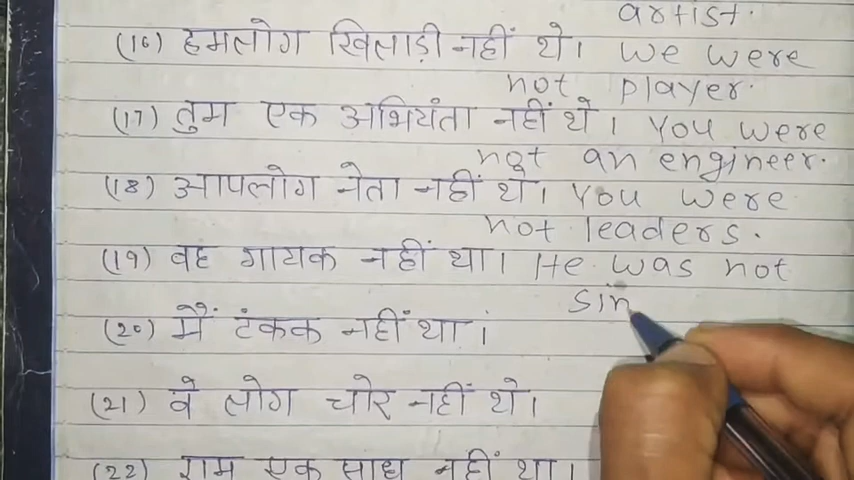 artist.
(16) हमलोग खिलाड़ी नहीं थे। We were
not player.
(17) तुम एक अभियंता नहीं थे। You were
not an engineer.
(18) आपलोग नेता नहीं थे। You were
not leaders.
(19) वह गायक नहीं था। He was not
sin
(20) मैं टंकक नहीं था।
(21) वे लोग चोर नहीं थे।
(22) राम एक साधु नहीं था।